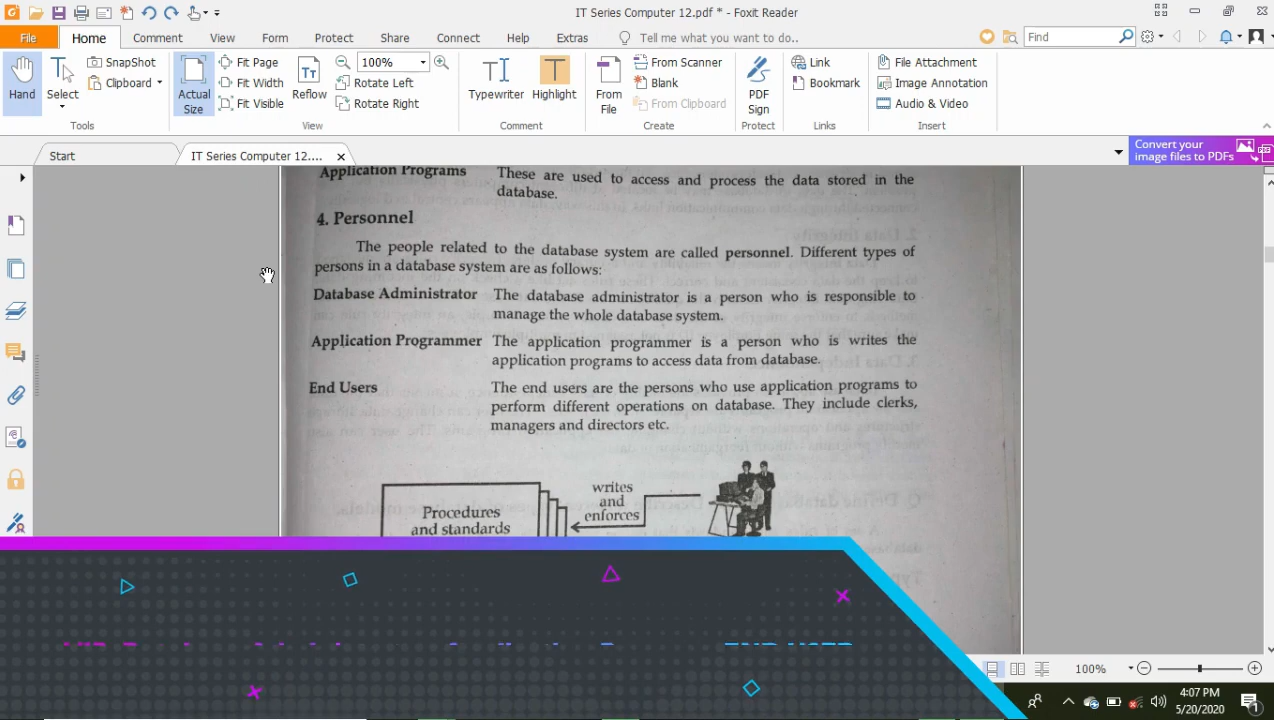 IT Series Computer 12.pdf * - Foxit Reader
File Home Comment View Form Protect Share Connect Help Extras Tell me what you want to do.. Find
Hand
Select
SnapShot
Clipboard
Actual
Size
Fit Page
Fit Width
Fit Visible
Reflow
100%
Rotate Left
Rotate Right
Typewriter
Highlight
From
File
From Scanner
Blank
From Clipboard
PDF
Sign
Link
Bookmark
File Attachment
Image Annotation
Audio & Video
Tools View Comment Create Protect Links Insert
Start
IT Series Computer 12....
Convert your
image files to PDFs
Application Programs These are used to access and process the data stored in the
database.
4. Personnel
The people related to the database system are called personnel. Different types of
persons in a database system are as follows:
Database Administrator The database administrator is a person who is responsible to
manage the whole database system.
Application Programmer The application programmer is a person who is writes the
application programs to access data from database.
End Users The end users are the persons who use application programs to
perform different operations on database. They include clerks,
managers and directors etc.
Procedures
and standards
writes
and
enforces
100%
4:07 PM
5/20/2020
1